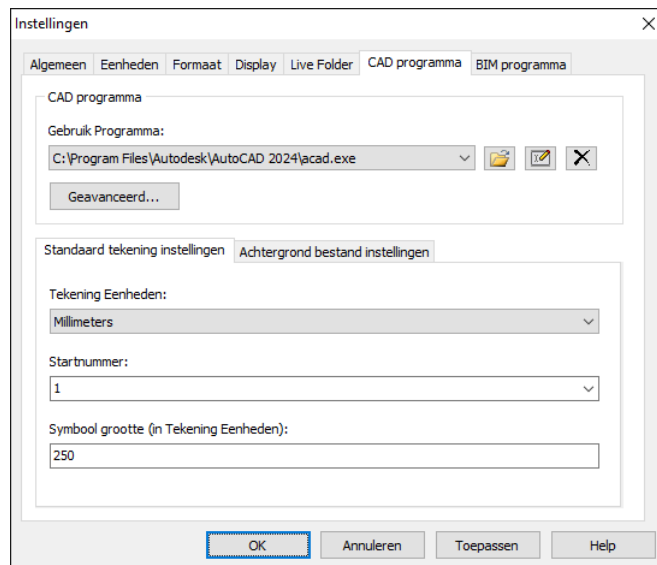 Instellingen
Algemeen Eenheden Formaat Display Live Folder CAD programma BIM programma
CAD programma
Gebruik Programma:
C:\Program Files\Autodesk\AutoCAD 2024\acad.exe
Geavanceerd...
Standaard tekening instellingen Achtergrond bestand instellingen
Tekening Eenheden:
Millimeters
Startnummer:
1
Symbool grootte (in Tekening Eenheden):
250
OK Annuleren Toepassen Help